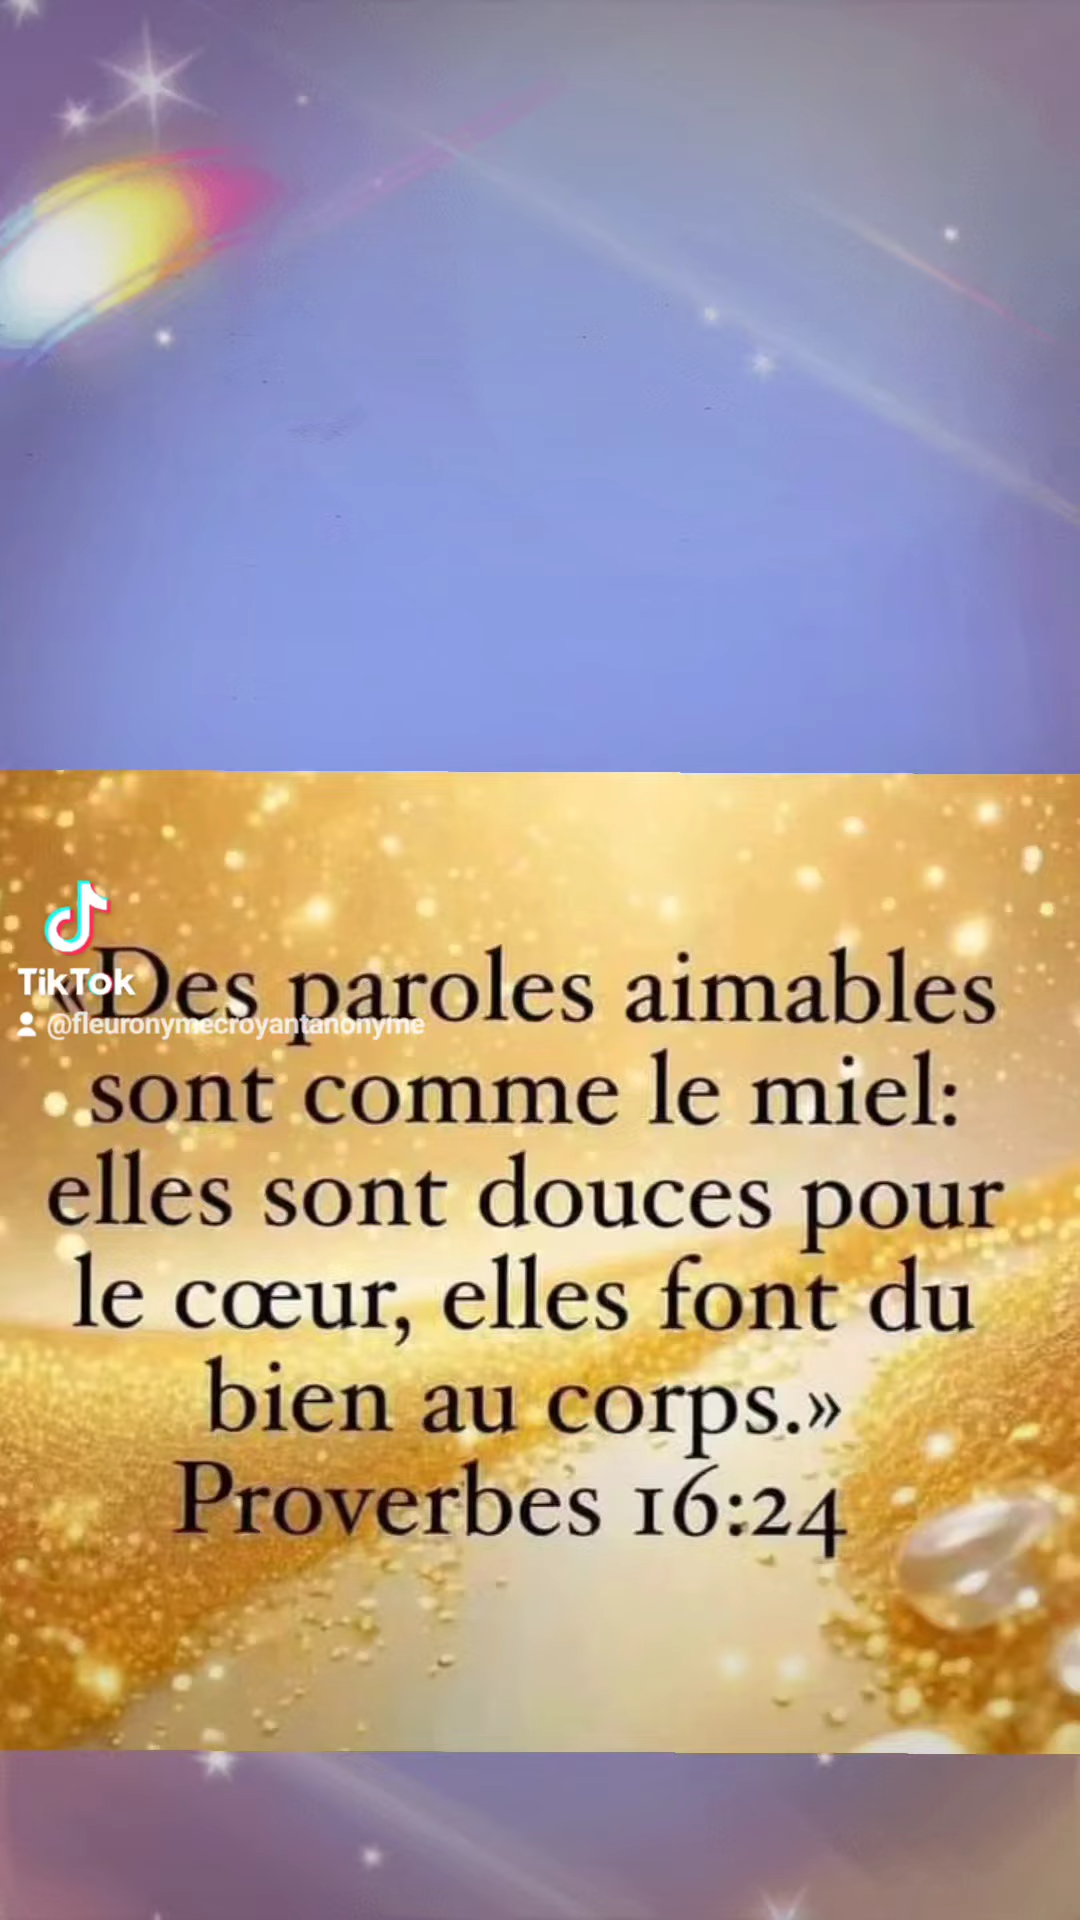 TikTok
@fleuronymecroyantanonyme
«Des paroles aimables
sont comme le miel:
elles sont douces pour
le cœur, elles font du
bien au corps.»
Proverbes 16:24